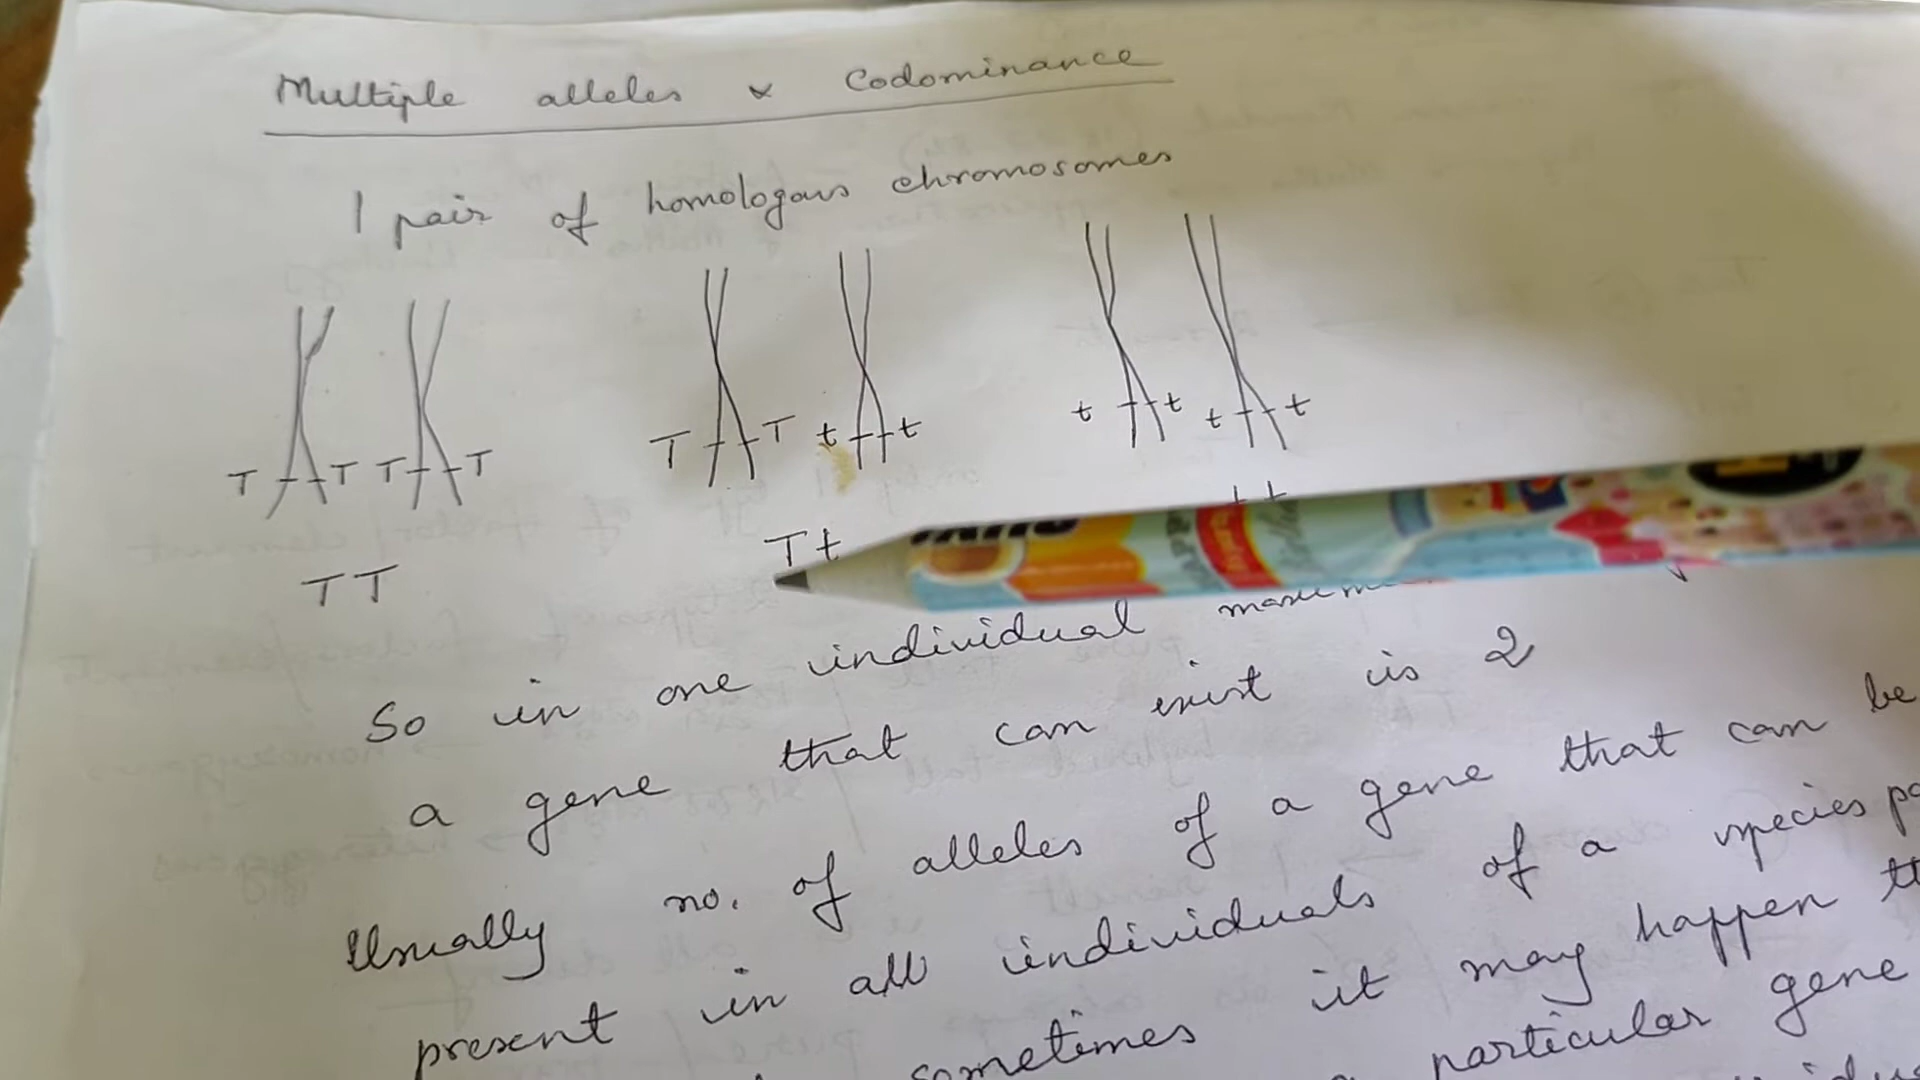 Multiple alleles & Codominance
1 pair of homologous chromosomes
T T T T T T t t t t t t
TT Tt tt
So in one individual
a gene that can exist is 2
Usually no. of alleles of a gene that can be
present in all individuals of a species
sometimes it may happen
particular gene